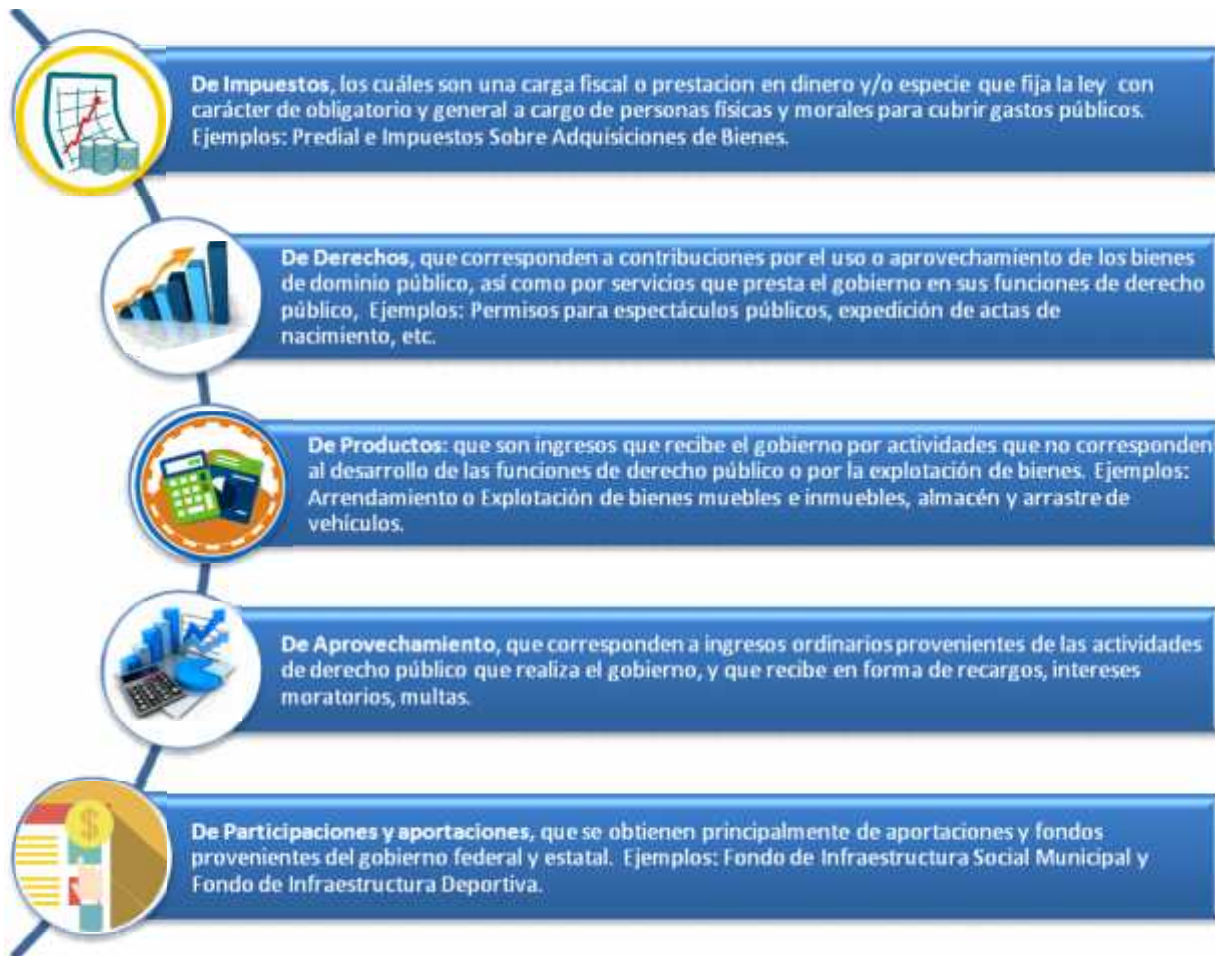 De Impuestos, los cuáles son una carga fiscal o prestacion en dinero y/o especie que fija la ley con
carácter de obligatorio y general a cargo de personas físicas y morales para cubrir gastos públicos.
Ejemplos: Predial e Impuestos Sobre Adquisiciones de Bienes.
De Derechos, que corresponden a contribuciones por el uso o aprovechamiento de los bienes
de dominio público, así como por servicios que presta el gobierno en sus funciones de derecho
público, Ejemplos: Permisos para espectáculos públicos, expedición de actas de
nacimiento, etc.
De Productos: que son ingresos que recibe el gobierno por actividades que no corresponden
al desarrollo de las funciones de derecho público o por la explotación de bienes. Ejemplos:
Arrendamiento o Explotación de bienes muebles e inmuebles, almacén y arrastre de
vehículos.
De Aprovechamiento, que corresponden a ingresos ordinarios provenientes de las actividades
de derecho público que realiza el gobierno, y que recibe en forma de recargos, intereses
moratorios, multas.
$
De Participaciones y aportaciones, que se obtienen principalmente de aportaciones y fondos
provenientes del gobierno federal y estatal. Ejemplos: Fondo de Infraestructura Social Municipal y
Fondo de Infraestructura Deportiva.